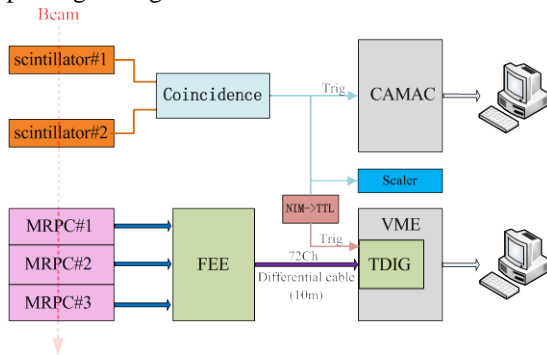 Beam
scintillator#1
Coincidence
Trig
CAMAC
scintillator#2
Scaler
NIM->TTL
MRPC#1
MRPC#2
MRPC#3
FEE
72Ch
Differential cable
(10m)
Trig
VME
TDIG